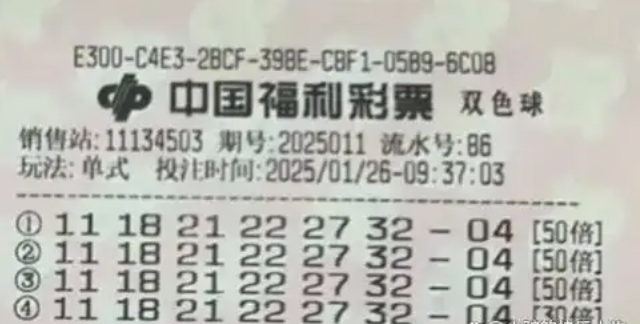 E300-C4E3-2BCF-398E-CBF1-05B9-6C0B
中国福利彩票 双色球
销售站:11134503 期号:2025011 流水号:86
玩法:单式 投注时间:2025/01/26-09:37:03
① 11 18 21 22 27 32 - 04 [50倍]
② 11 18 21 22 27 32 - 04 [50倍]
③ 11 18 21 22 27 32 - 04 [50倍]
④ 11 18 21 22 27 32 - 04 [30倍]